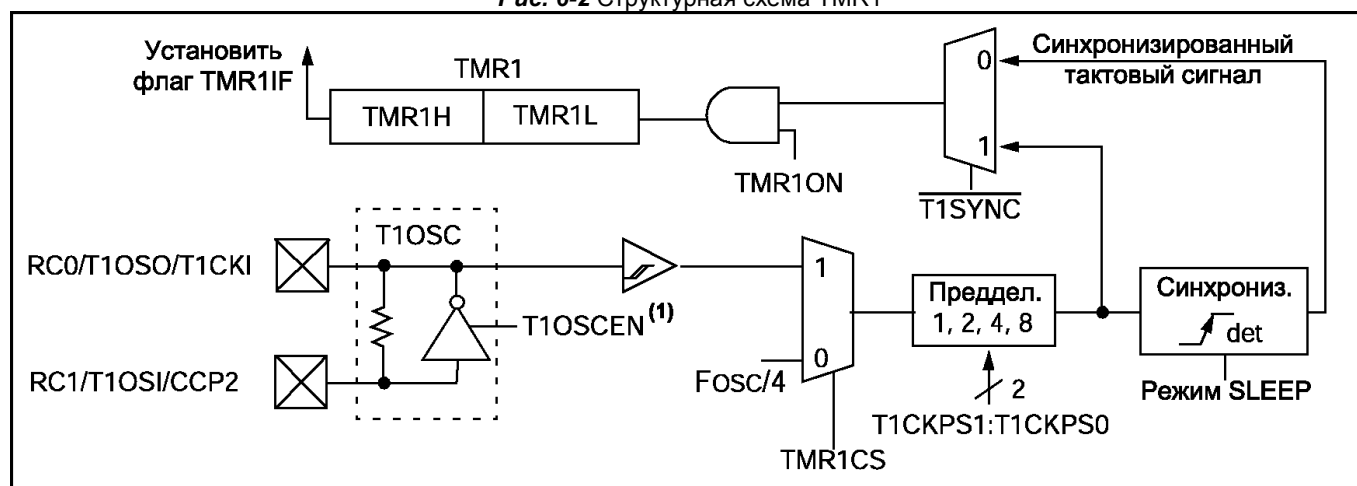 Рис. 6-2 Структурная схема TMR1
Установить
флаг TMR1IF
TMR1
TMR1H
TMR1L
TMR1ON
0
1
T1SYNC
Синхронизированный
тактовый сигнал
RC0/T1OSO/T1CKI
T1OSC
T1OSCEN (1)
RC1/T1OSI/CCP2
1
0
FOSC/4
TMR1CS
Преддел.
1, 2, 4, 8
2
T1CKPS1:T1CKPS0
Синхрониз.
det
Режим SLEEP